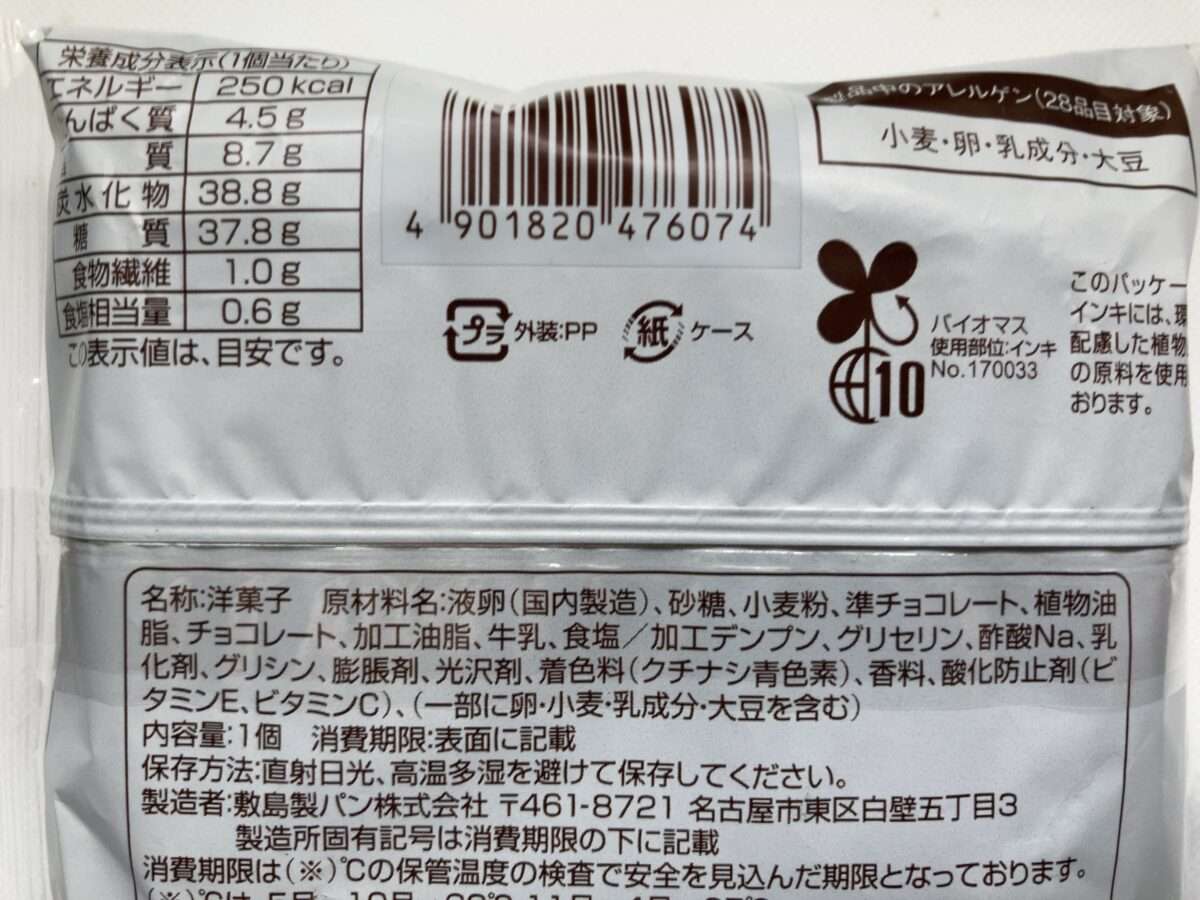 栄養成分表示(1個当たり)
エネルギー 250kcal
んぱく質 4.5g
質 8.7g
炭水化物 38.8g
糖質 37.8g
食物繊維 1.0g
食塩相当量 0.6g
この表示値は、目安です。
4 901820 476074
プラ 外装:PP
紙 ケース
製品中のアレルゲン(28品目対象)
小麦・卵・乳成分・大豆
バイオマス
使用部位:インキ
No.170033
10
このパッケー
インキには、環
配慮した植物
の原料を使用
おります。
名称:洋菓子 原材料名:液卵(国内製造)、砂糖、小麦粉、準チョコレート、植物油
脂、チョコレート、加工油脂、牛乳、食塩/加工デンプン、グリセリン、酢酸Na、乳
化剤、グリシン、膨脹剤、光沢剤、着色料(クチナシ青色素)、香料、酸化防止剤(ビ
タミンE、ビタミンC)、(一部に卵・小麦・乳成分・大豆を含む)
内容量:1個 消費期限:表面に記載
保存方法:直射日光、高温多湿を避けて保存してください。
製造者:敷島製パン株式会社 〒461-8721 名古屋市東区白壁五丁目3
製造所固有記号は消費期限の下に記載
消費期限は(※)℃の保管温度の検査で安全を見込んだ期限となっております。